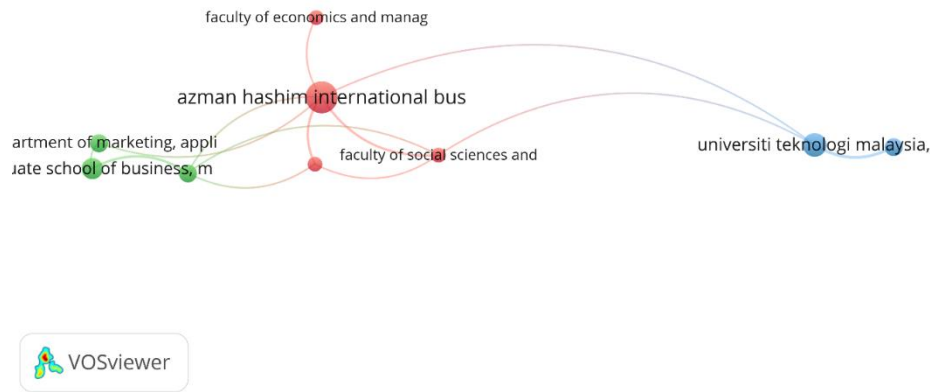 faculty of economics and manag
azman hashim international bus
artment of marketing, appli
uate school of business, m
faculty of social sciences and
universiti teknologi malaysia,
VOSviewer